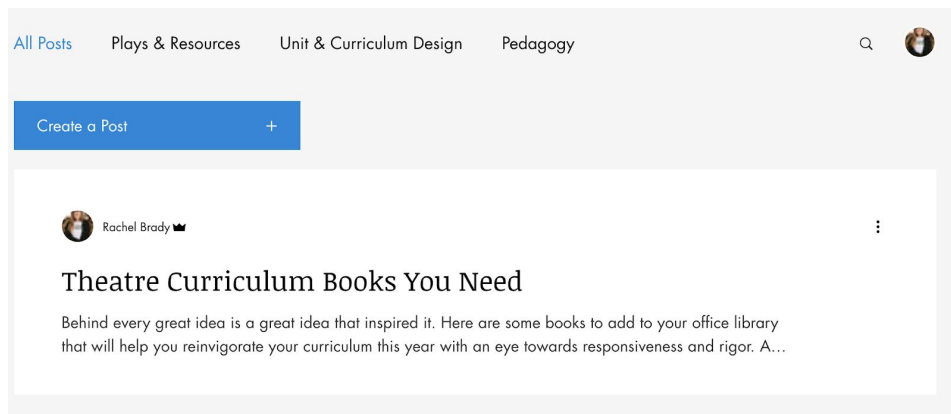 All Posts Plays & Resources Unit & Curriculum Design Pedagogy
Create a Post +
Rachel Brady
Theatre Curriculum Books You Need
Behind every great idea is a great idea that inspired it. Here are some books to add to your office library
that will help you reinvigorate your curriculum this year with an eye towards responsiveness and rigor. A...